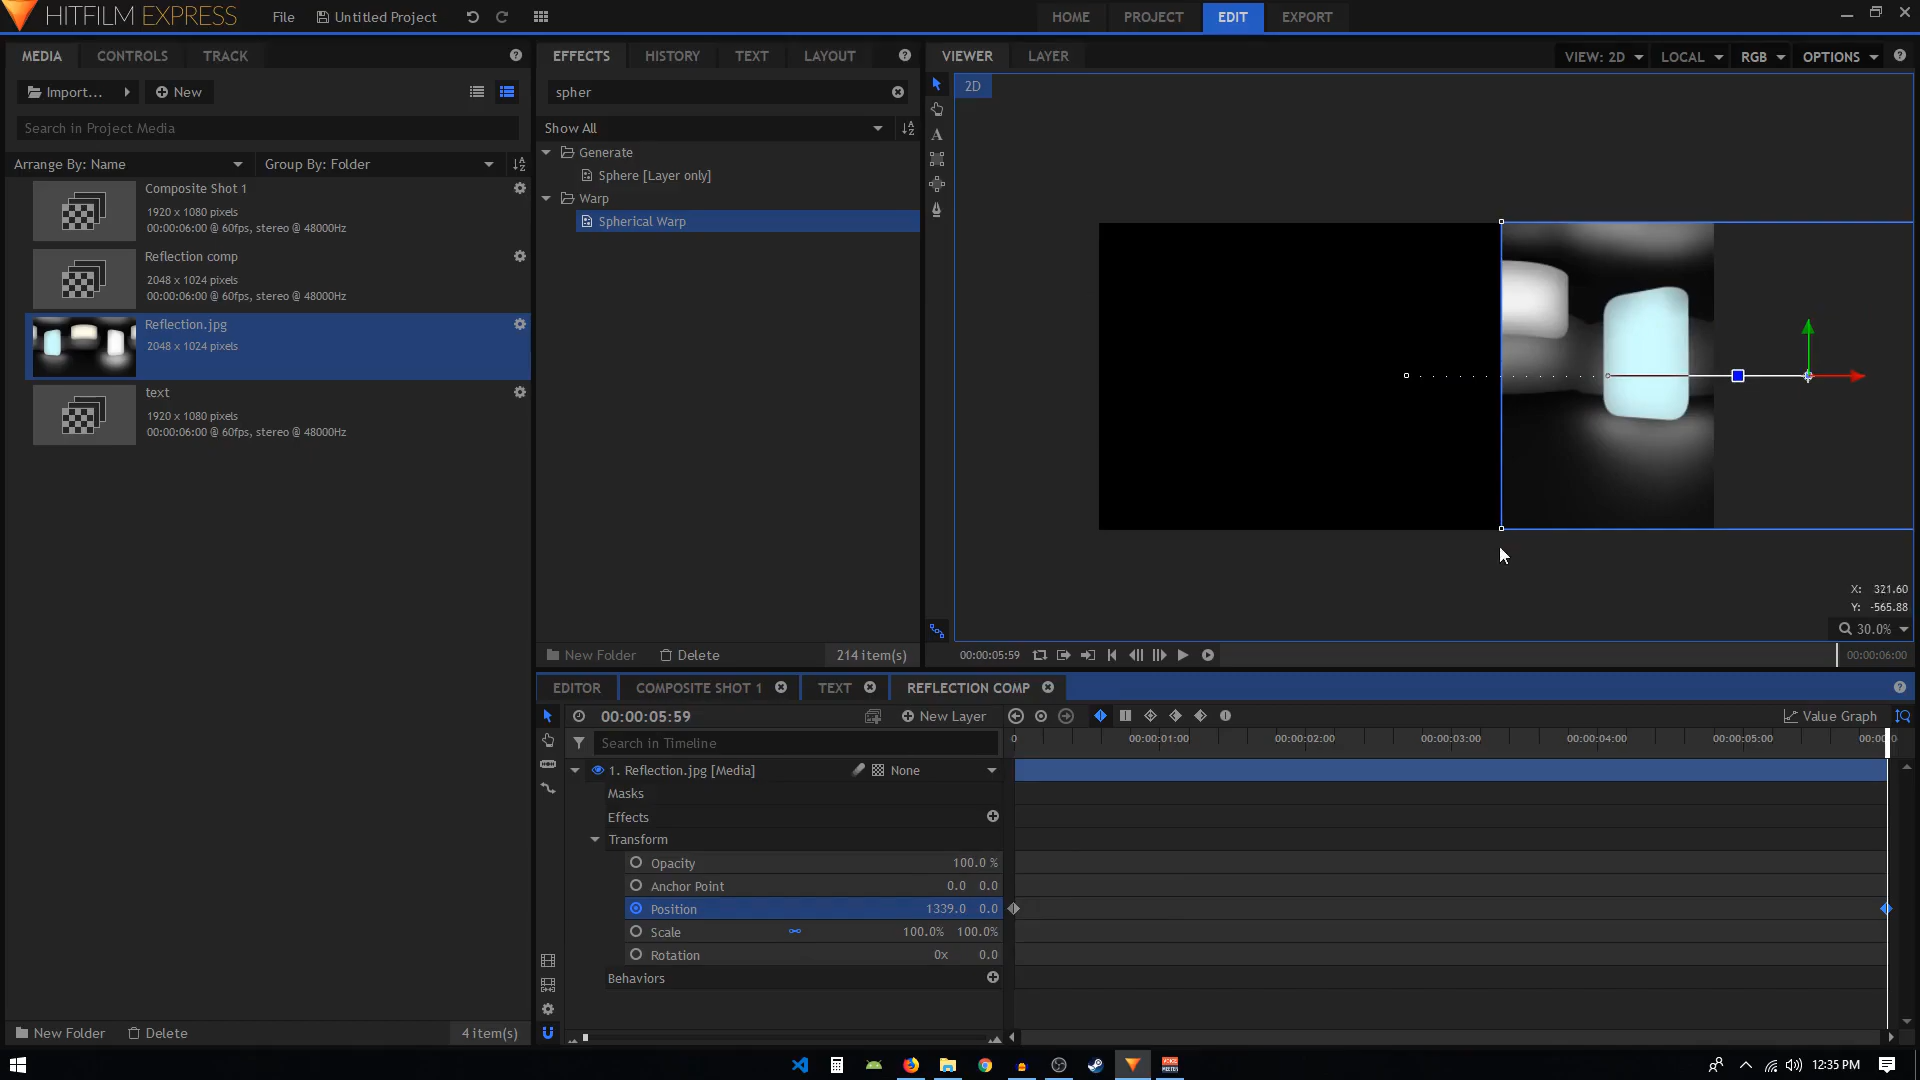 HITFILM EXPRESS
File
Untitled Project
HOME
PROJECT
EDIT
EXPORT
MEDIA
CONTROLS
TRACK
EFFECTS
HISTORY
TEXT
LAYOUT
VIEWER
LAYER
VIEW: 2D
LOCAL
RGB
OPTIONS
Import...
New
Search in Project Media
Arrange By: Name
Group By: Folder
Composite Shot 1
1920 x 1080 pixels
00:00:06:00 @ 60fps, stereo @ 48000Hz
Reflection comp
2048 x 1024 pixels
00:00:06:00 @ 60fps, stereo @ 48000Hz
Reflection.jpg
2048 x 1024 pixels
text
1920 x 1080 pixels
00:00:06:00 @ 60fps, stereo @ 48000Hz
New Folder
Delete
4 item(s)
spher
Show All
Generate
Sphere [Layer only]
Warp
Spherical Warp
New Folder
Delete
214 item(s)
2D
A
X: 321.60
Y: -565.88
30.0%
00:00:05:59
00:00:06:00
EDITOR
COMPOSITE SHOT 1
TEXT
REFLECTION COMP
00:00:05:59
New Layer
Value Graph
Search in Timeline
0
00:00:01:00
00:00:02:00
00:00:03:00
00:00:04:00
00:00:05:00
1. Reflection.jpg [Media]
None
Masks
Effects
Transform
Opacity
100.0 %
Anchor Point
0.0 0.0
Position
1339.0 0.0
Scale
100.0% 100.0%
Rotation
0x 0.0
Behaviors
12:35 PM